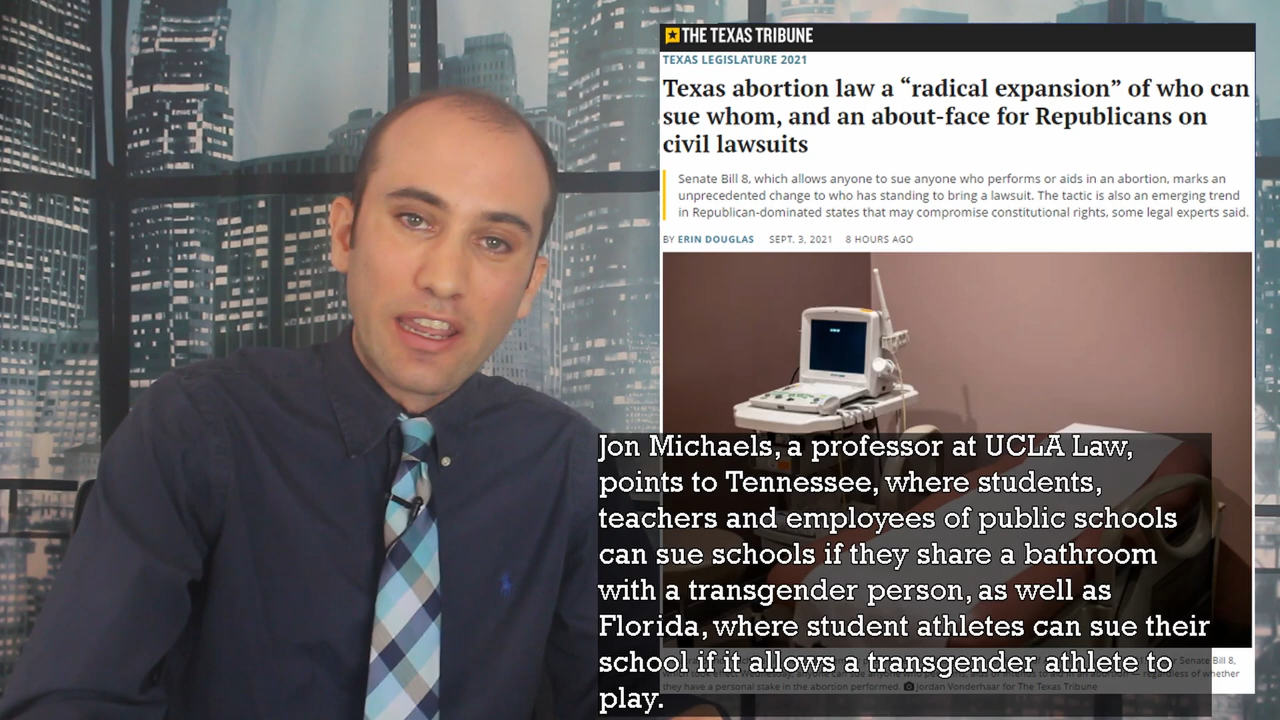 THE TEXAS TRIBUNE
TEXAS LEGISLATURE 2021
Texas abortion law a “radical expansion” of who can
sue whom, and an about-face for Republicans on
civil lawsuits
Senate Bill 8, which allows anyone to sue anyone who performs or aids in an abortion, marks an
unprecedented change to who has standing to bring a lawsuit. The tactic is also an emerging trend
in Republican-dominated states that may compromise constitutional rights, some legal experts said.
BY ERIN DOUGLAS SEPT. 3, 2021 8 HOURS AGO
Jon Michaels, a professor at UCLA Law,
points to Tennessee, where students,
teachers and employees of public schools
can sue schools if they share a bathroom
with a transgender person, as well as
Florida, where student athletes can sue their
school if it allows a transgender athlete to
play.
Senate Bill 8,
regardless of whether
they have a personal stake in the abortion performed. Jordan Vonderhaar for The Texas Tribune